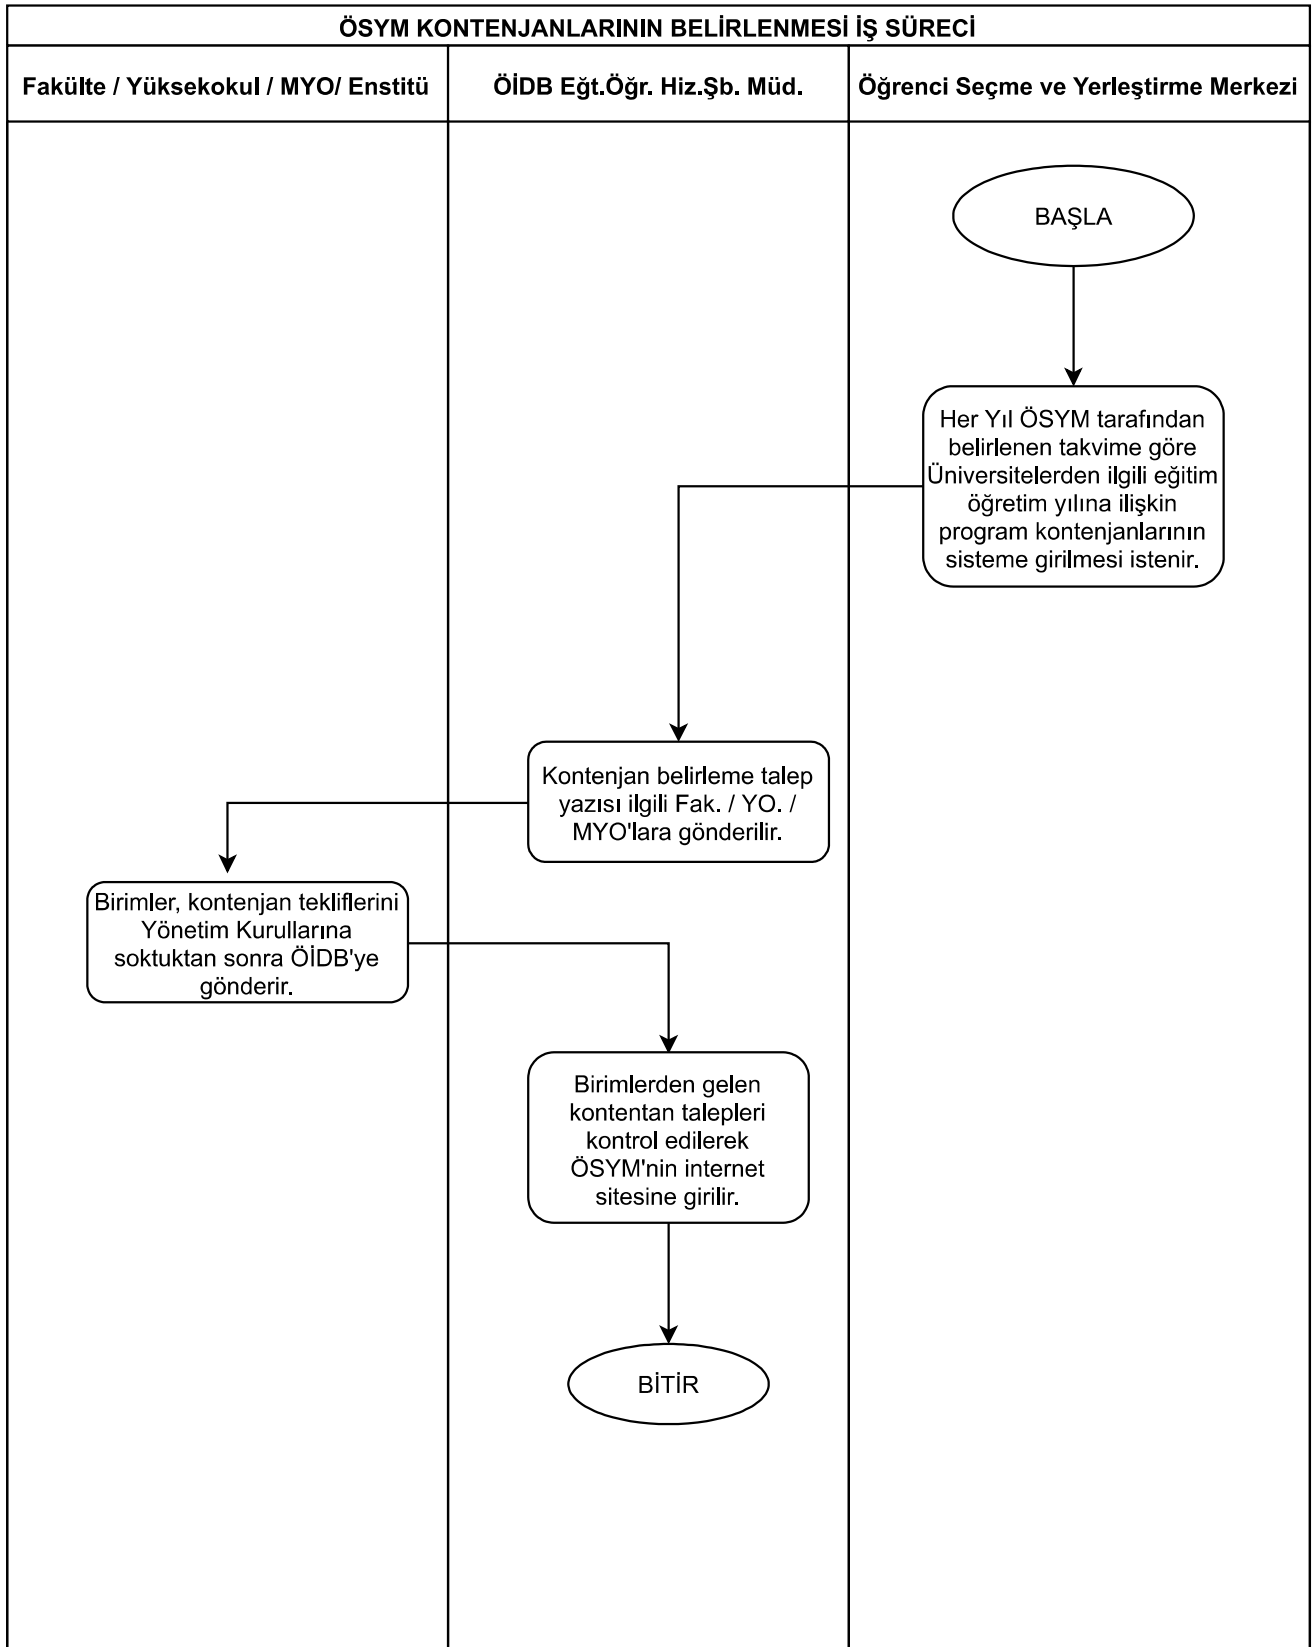 ÖSYM KONTENJANLARININ BELİRLENMESİ İŞ SÜRECİ
Fakülte / Yüksekokul / MYO/ Enstitü
ÖİDB Eğt.Öğr. Hiz.Şb. Müd.
Öğrenci Seçme ve Yerleştirme Merkezi
BAŞLA
Her Yıl ÖSYM tarafından
belirlenen takvime göre
Üniversitelerden ilgili eğitim
öğretim yılına ilişkin
program kontenjanlarının
sisteme girilmesi istenir.
Kontenjan belirleme talep
yazısı ilgili Fak. / YO. /
MYO'lara gönderilir.
Birimler, kontenjan tekliflerini
Yönetim Kurullarına
soktuktan sonra ÖİDB'ye
gönderir.
Birimlerden gelen
kontentan talepleri
kontrol edilerek
ÖSYM'nin internet
sitesine girilir.
BİTİR